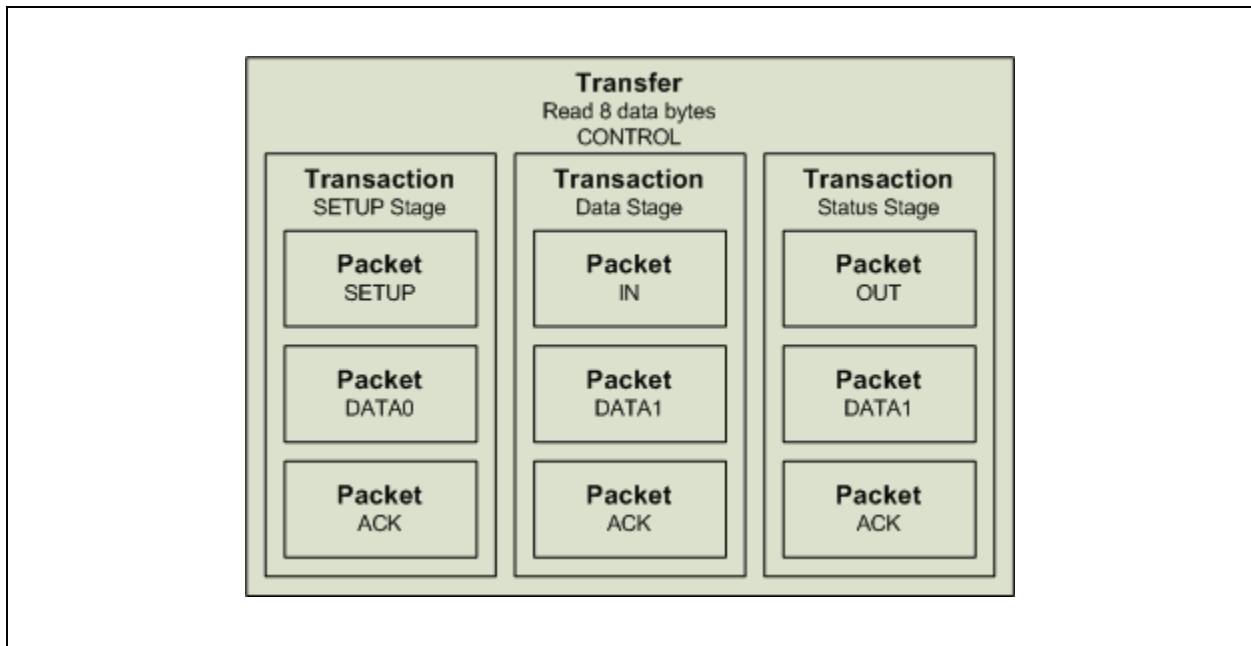 Transfer
Read 8 data bytes
CONTROL
Transaction
SETUP Stage
Packet
SETUP
Packet
DATA0
Packet
ACK
Transaction
Data Stage
Packet
IN
Packet
DATA1
Packet
ACK
Transaction
Status Stage
Packet
OUT
Packet
DATA1
Packet
ACK